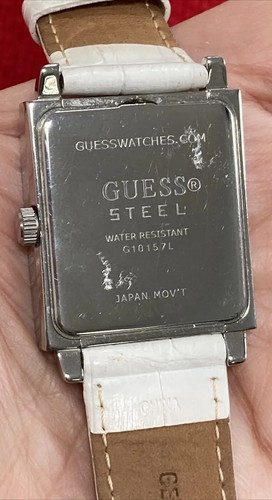 GUESSWATCHES.COM
GUESS®
STEEL
WATER RESISTANT
G10157L
JAPAN MOV'T